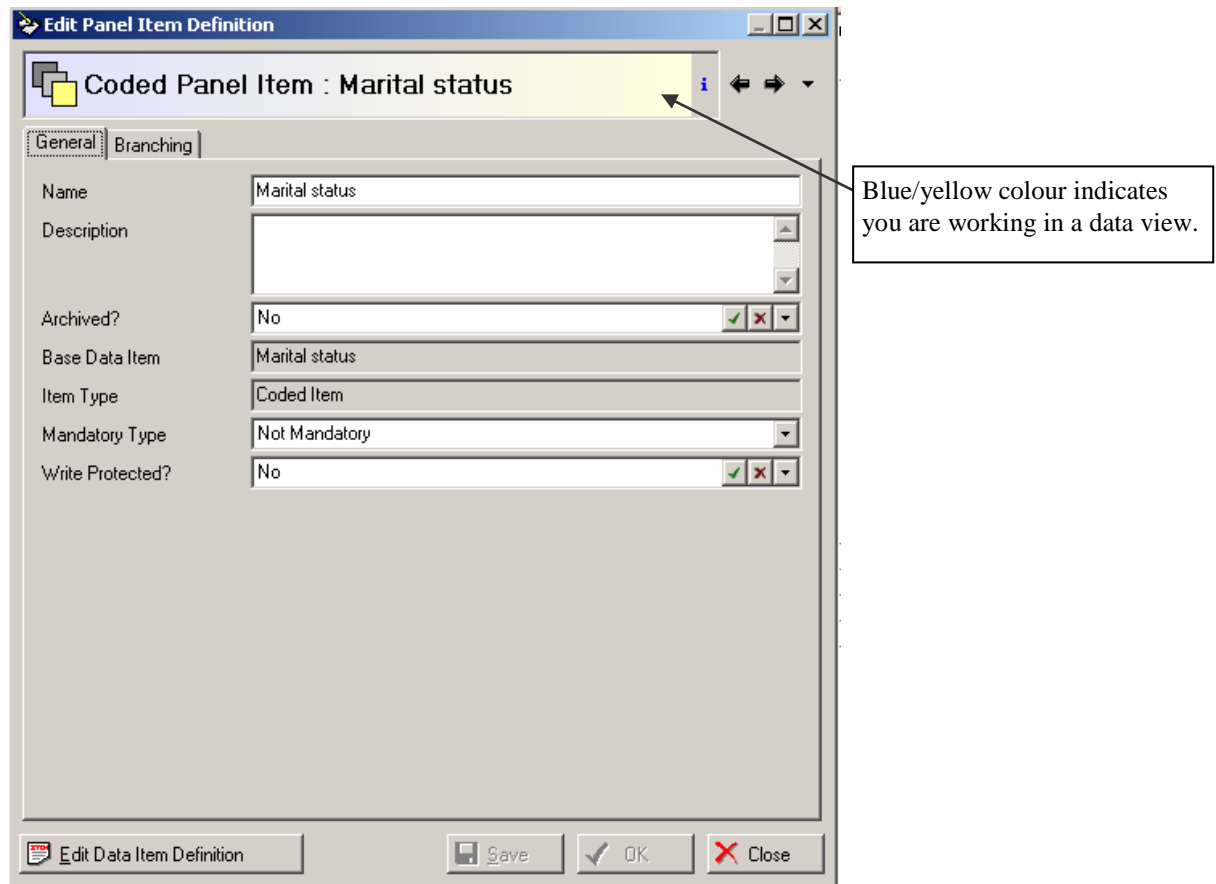 Edit Panel Item Definition
Coded Panel Item : Marital status
i
General
Branching
Blue/yellow colour indicates
you are working in a data view.
Name
Marital status
Description
Archived?
No
Base Data Item
Marital status
Item Type
Coded Item
Mandatory Type
Not Mandatory
Write Protected?
No
Edit Data Item Definition
Save
OK
Close